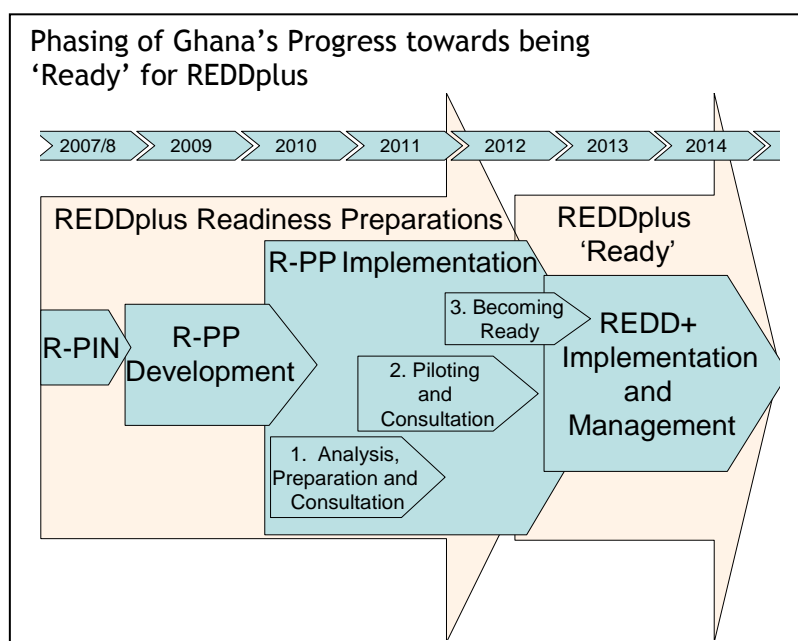 Phasing of Ghana's Progress towards being
‘Ready’ for REDDplus
2007/8 2009 2010 2011 2012 2013 2014
REDDplus Readiness Preparations
REDDplus
‘Ready’
R-PP Implementation
R-PIN
R-PP
Development
3. Becoming
Ready
2. Piloting
and
Consultation
1. Analysis,
Preparation and
Consultation
REDD+
Implementation
and
Management